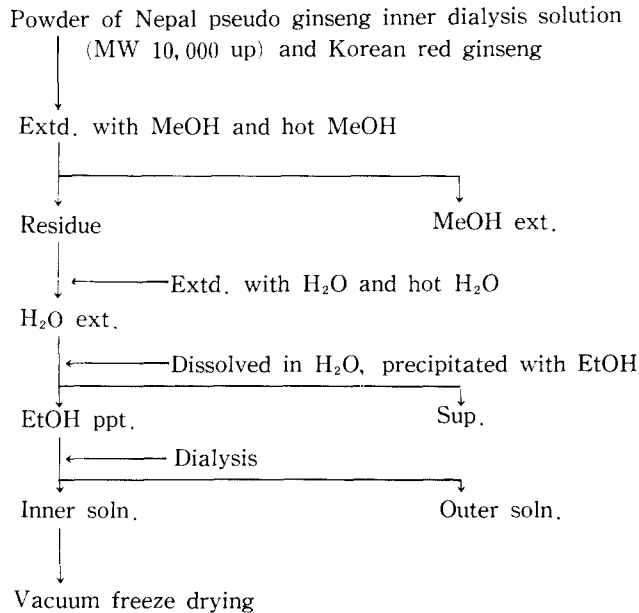 Powder of Nepal pseudo ginseng inner dialysis solution
(MW 10,000 up) and Korean red ginseng
Extd. with MeOH and hot MeOH
Residue
MeOH ext.
Extd. with H₂O and hot H₂O
H₂O ext.
Dissolved in H₂O, precipitated with EtOH
EtOH ppt.
Sup.
Dialysis
Inner soln.
Outer soln.
Vacuum freeze drying